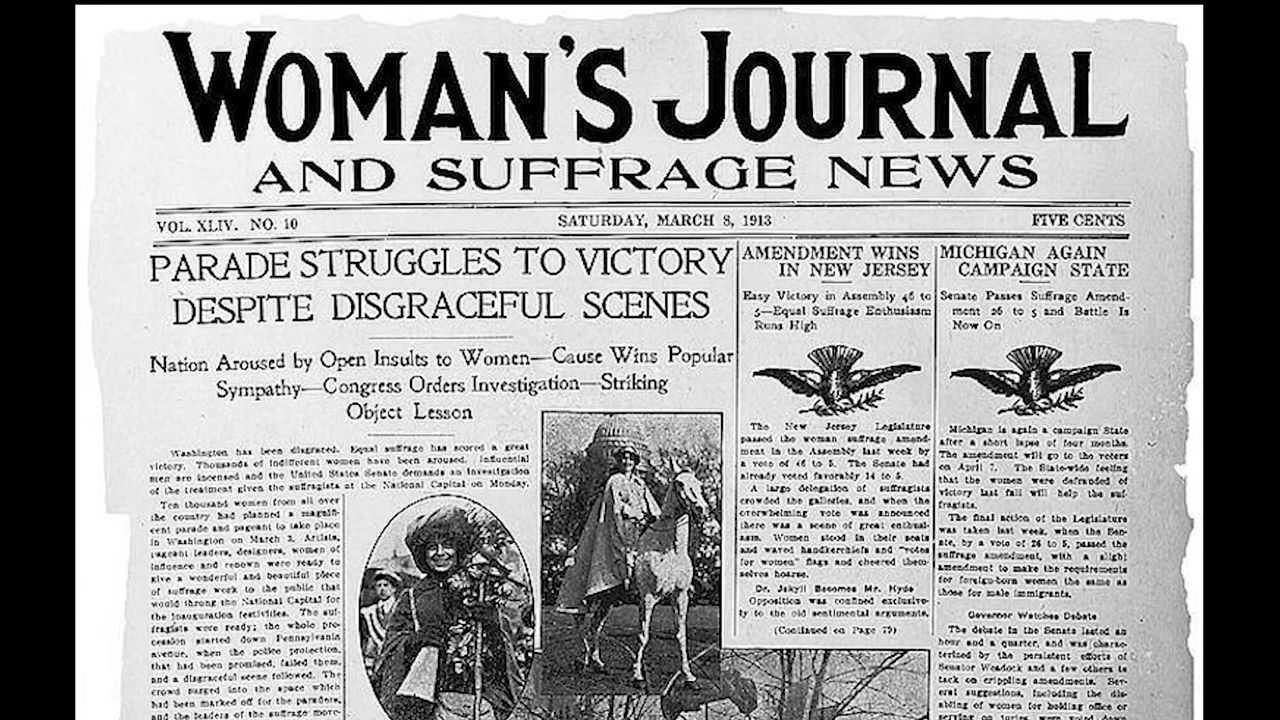 WOMAN'S JOURNAL
AND SUFFRAGE NEWS
VOL. XLIV. NO. 10 SATURDAY, MARCH 8, 1913 FIVE CENTS
PARADE STRUGGLES TO VICTORY
DESPITE DISGRACEFUL SCENES
Nation Aroused by Open Insults to Women—Cause Wins Popular
Sympathy—Congress Orders Investigation—Striking
Object Lesson
Washington has been disgraced. Equal suffrage has scored a great
victory. Thousands of indifferent women have been aroused. Influential
men are incensed and the United States Senate demands an investigation
of the treatment given the suffragists at the National Capital on Monday.
Ten thousand women from all over
the country had planned a magnifi-
cent parade and pageant to take place
in Washington on March 3. Artists,
pageant leaders, designers, women of
influence and renown were ready to
give a wonderful and beautiful piece
of suffrage work to the public that
would throng the National Capital for
the inauguration festivities. The suf-
fragists were ready; the whole pro-
cession started down Pennsylvania
avenue, when the police protection,
that had been promised, failed them,
and a disgraceful scene followed. The
crowd surged into the space which
had been marked off for the paraders,
and the leaders of the suffrage move-
AMENDMENT WINS
IN NEW JERSEY
Easy Victory in Assembly 46 to
5—Equal Suffrage Enthusiasm
Runs High
The New Jersey Legislature
passed the woman suffrage amend-
ment in the Assembly last week by
a vote of 46 to 5. The Senate had
already voted favorably 14 to 5.
A large delegation of suffragists
crowded the galleries, and when the
overwhelming vote was announced
there was a scene of great enthusi-
asm. Women stood in their seats
and waved handkerchiefs and "votes
for women" flags and cheered them-
selves hoarse.
Dr. Jekyll Becomes Mr. Hyde
Opposition was confined exclusive-
ly to the old sentimental arguments.
(Continued on Page 79)
MICHIGAN AGAIN
CAMPAIGN STATE
Senate Passes Suffrage Amend-
ment 26 to 5 and Battle Is
Now On
Michigan is again a campaign State
after a short lapse of four months.
The amendment will go to the voters
on April 7. The State-wide feeling
that the women were defrauded of
victory last fall will help the suf-
fragists.
The final action of the Legislature
was taken last week, when the Sen-
ate, by a vote of 26 to 5, passed the
suffrage amendment, with a slight
amendment to make the requirements
for foreign-born women the same as
those for male immigrants.
Governor Watches Debate
The debate in the Senate lasted an
hour and a quarter, and was charac-
terized by the persistent efforts of
Senator Weadock and a few others to
tack on crippling amendments. Sev-
eral suggestions, including the dis-
abling of women for holding office or
serving on juries, were voted down